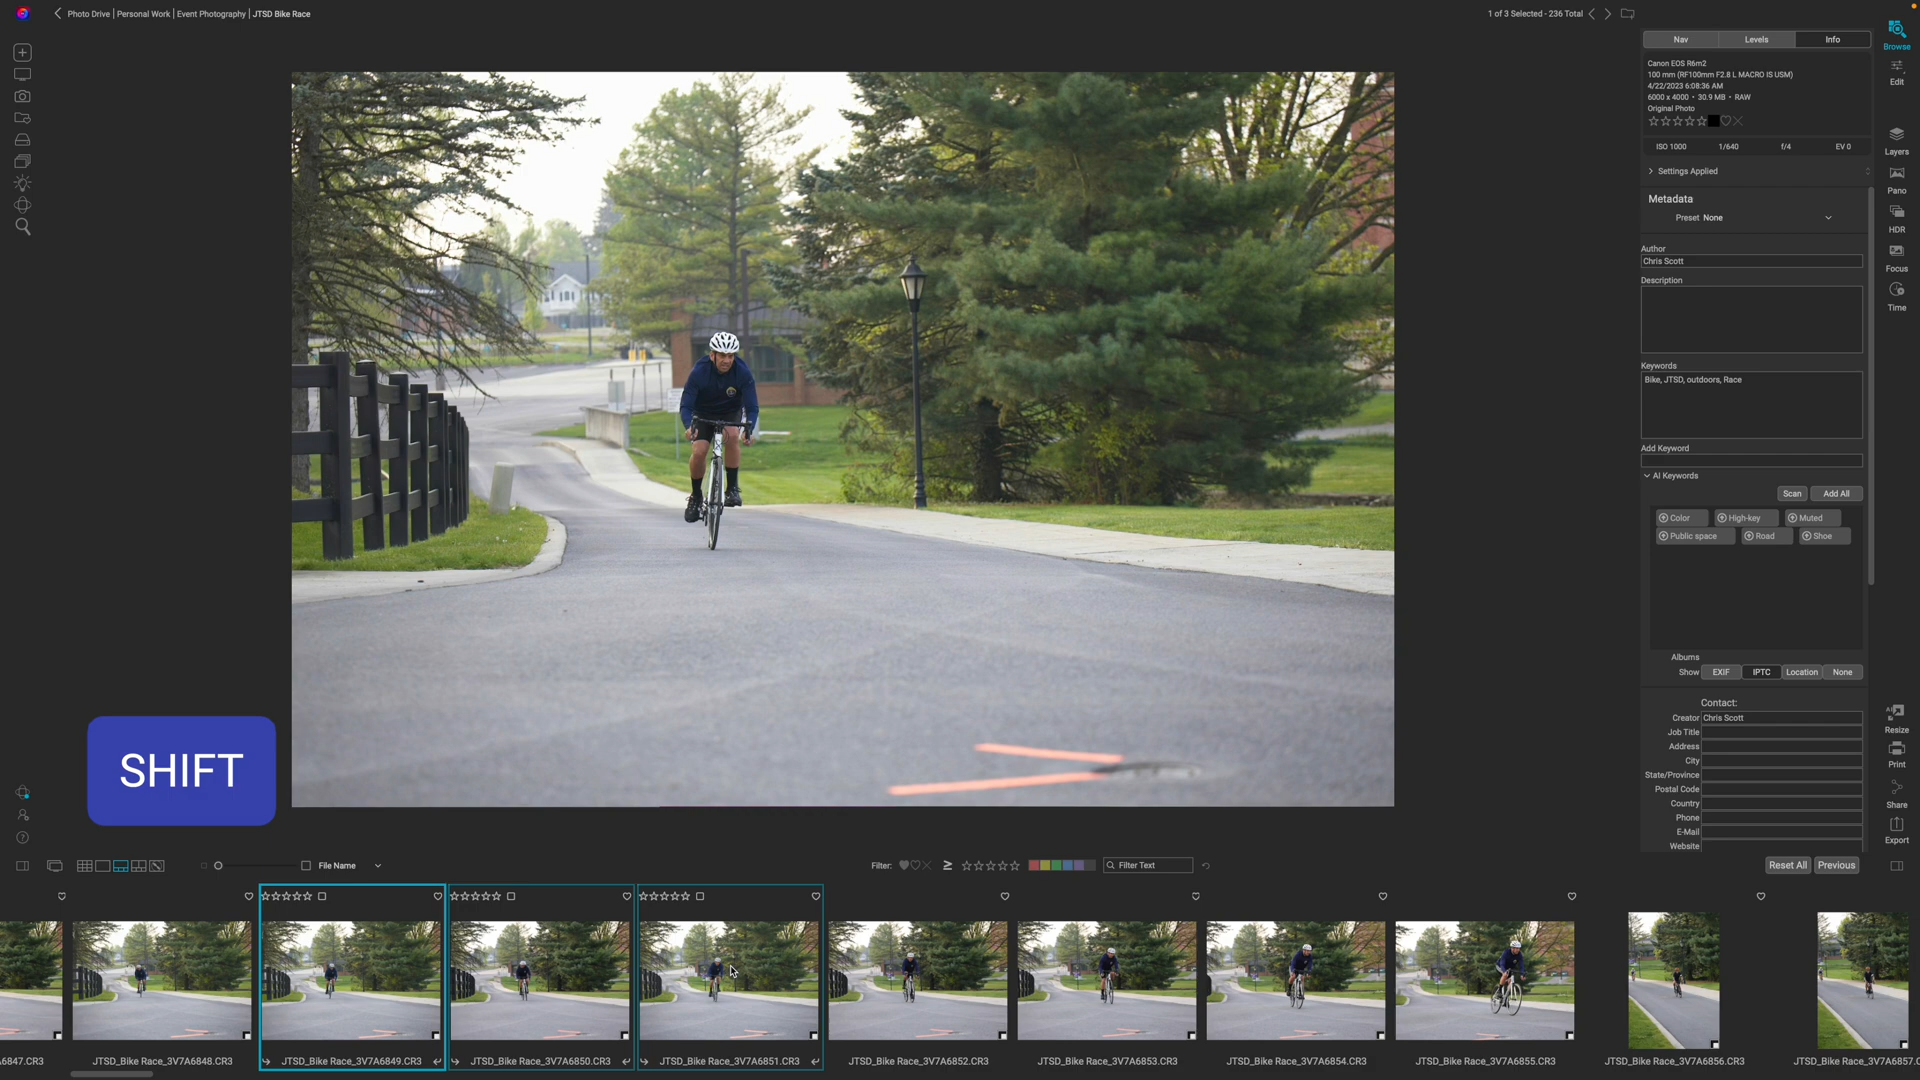 Photo Drive | Personal Work | Event Photography | JTSD Bike Race
1 of 3 Selected - 236 Total
Nav Levels Info
Browse
Canon EOS R6m2
100 mm (RF100mm F2.8 L MACRO IS USM)
4/22/2023 6:08:36 AM
6000 x 4000 • 30.9 MB • RAW
Original Photo
Edit
ISO 1000 1/640 f/4 EV 0
Layers
Settings Applied
Pano
Metadata
Preset None
HDR
Author
Chris Scott
Focus
Description
Time
Keywords
Bike, JTSD, outdoors, Race
Add Keyword
AI Keywords
Scan Add All
Color High-key Muted
Public space Road Shoe
Albums
Show EXIF IPTC Location None
Contact:
Creator Chris Scott
Job Title
Address
City
State/Province
Postal Code
Country
Phone
E-Mail
Website
Resize
Print
Share
Export
SHIFT
File Name
Filter: ≥ Filter Text
Reset All Previous
6847.CR3
JTSD_Bike Race_3V7A6848.CR3
JTSD_Bike Race_3V7A6849.CR3
JTSD_Bike Race_3V7A6850.CR3
JTSD_Bike Race_3V7A6851.CR3
JTSD_Bike Race_3V7A6852.CR3
JTSD_Bike Race_3V7A6853.CR3
JTSD_Bike Race_3V7A6854.CR3
JTSD_Bike Race_3V7A6855.CR3
JTSD_Bike Race_3V7A6856.CR3
JTSD_Bike Race_3V7A6857.C